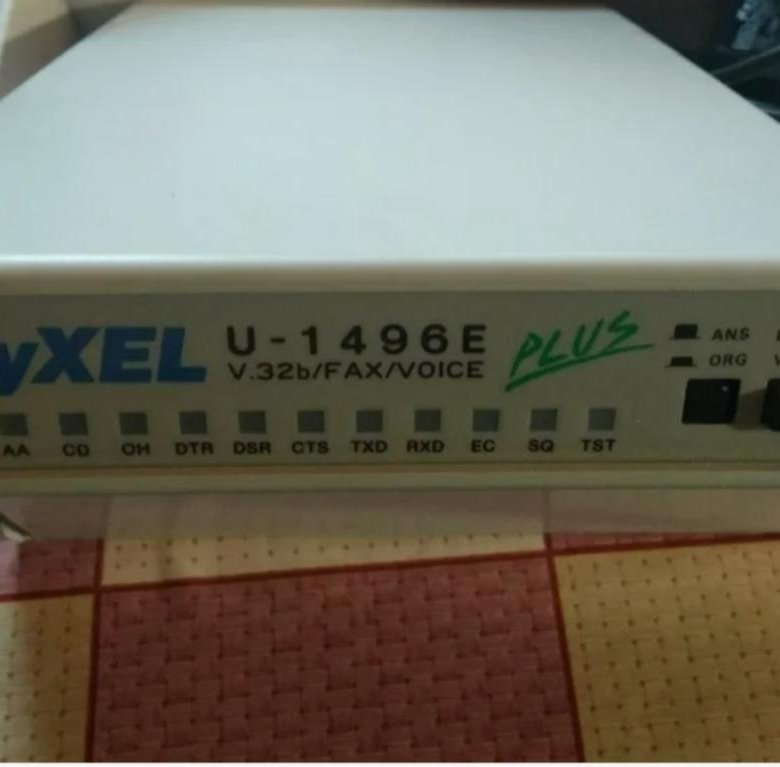 yXEL U-1496E PLUS
V.32b/FAX/VOICE
ANS
ORG
AA CD OH DTR DSR CTS TXD RXD EC SQ TST